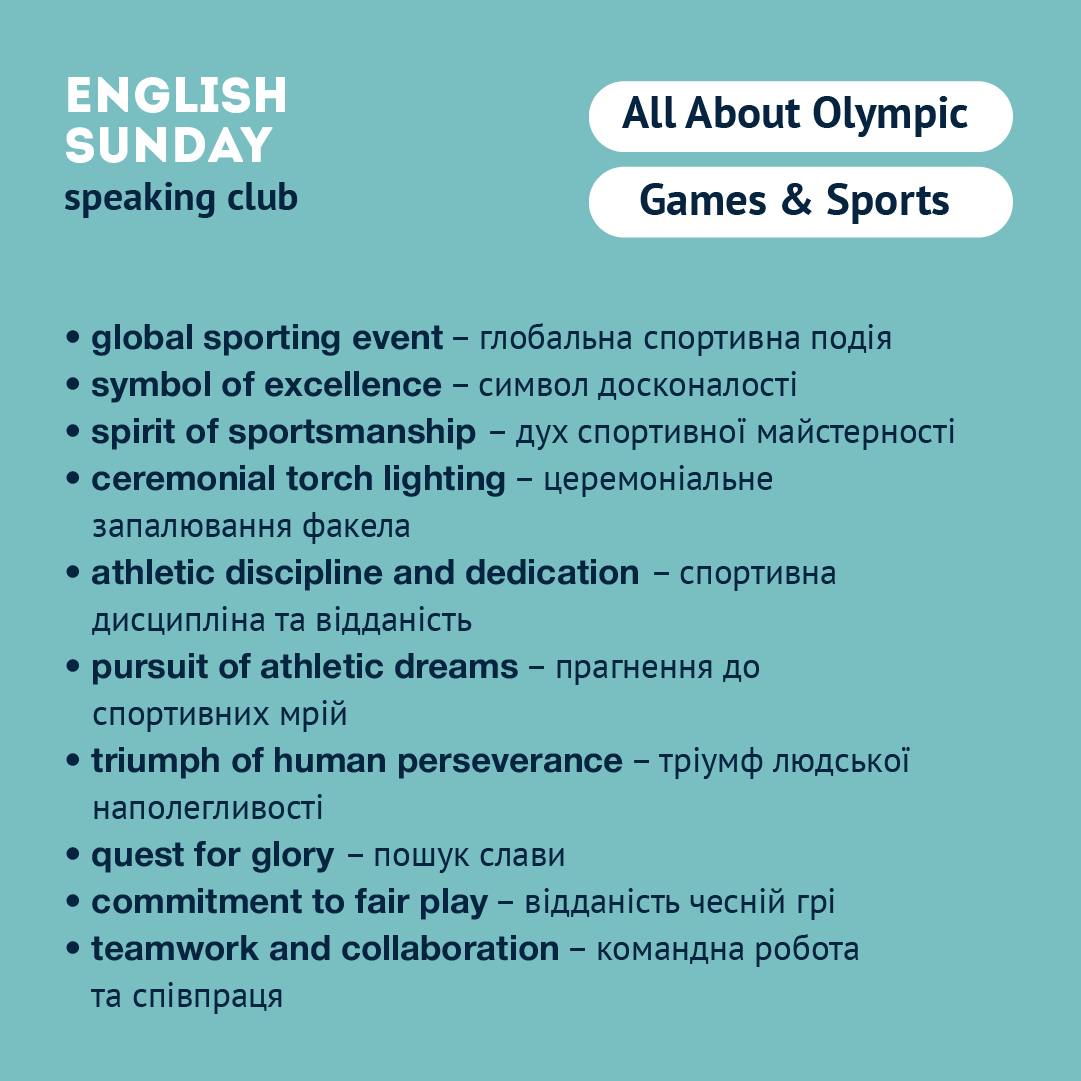 ENGLISH
SUNDAY
speaking club
All About Olympic
Games & Sports
• global sporting event – глобальна спортивна подія
• symbol of excellence – символ досконалості
• spirit of sportsmanship – дух спортивної майстерності
• ceremonial torch lighting – церемоніальне
запалювання факела
• athletic discipline and dedication – спортивна
дисципліна та відданість
• pursuit of athletic dreams – прагнення до
спортивних мрій
• triumph of human perseverance – тріумф людської
наполегливості
• quest for glory – пошук слави
• commitment to fair play – відданість чесній грі
• teamwork and collaboration – командна робота
та співпраця